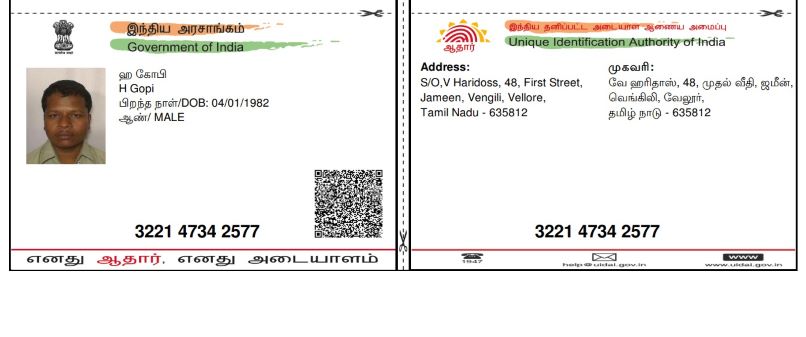 இந்திய அரசாங்கம்
Government of India
ஹ கோபி
H Gopi
பிறந்த நாள்/DOB: 04/01/1982
ஆண்/ MALE
3221 4734 2577
எனது ஆதார், எனது அடையாளம்
ஆதார்
இந்திய தனிப்பட்ட அடையாள ஆணைய அமைப்பு
Unique Identification Authority of India
Address:
S/O,V Haridoss, 48, First Street,
Jameen, Vengili, Vellore,
Tamil Nadu - 635812
முகவரி:
வே ஹரிதாஸ், 48, முதல் வீதி, ஜமீன்,
வெங்கிலி, வேலூர்,
தமிழ் நாடு - 635812
3221 4734 2577
1947
help@uidai.gov.in
www
www.uidai.gov.in